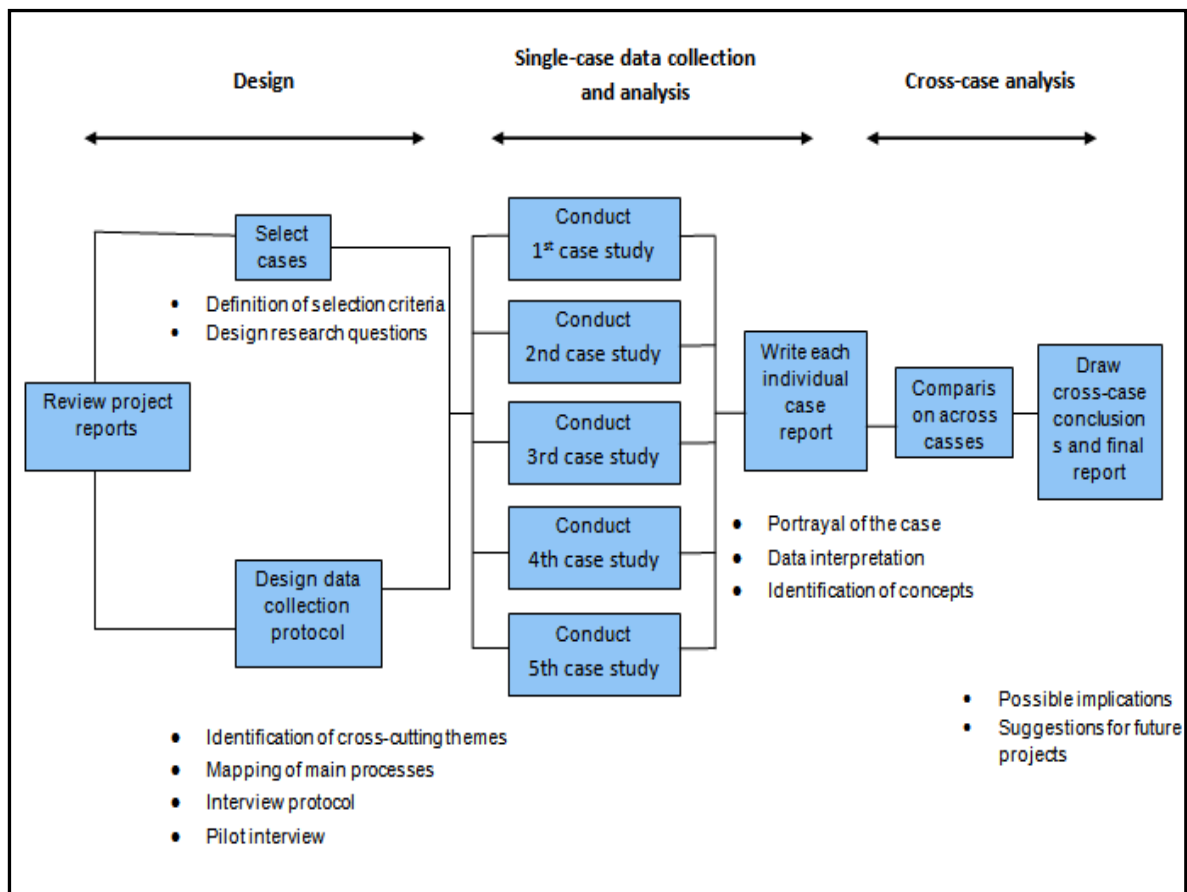 Design
Single-case data collection
and analysis
Cross-case analysis
Select
cases
• Definition of selection criteria
• Design research questions
Review project
reports
Design data
collection
protocol
• Identification of cross-cutting themes
• Mapping of main processes
• Interview protocol
• Pilot interview
Conduct
1st case study
Conduct
2nd case study
Conduct
3rd case study
Conduct
4th case study
Conduct
5th case study
Write each
individual
case
report
• Portrayal of the case
• Data interpretation
• Identification of concepts
Comparis
on across
casses
Draw
cross-case
conclusion
s and final
report
• Possible implications
• Suggestions for future
projects